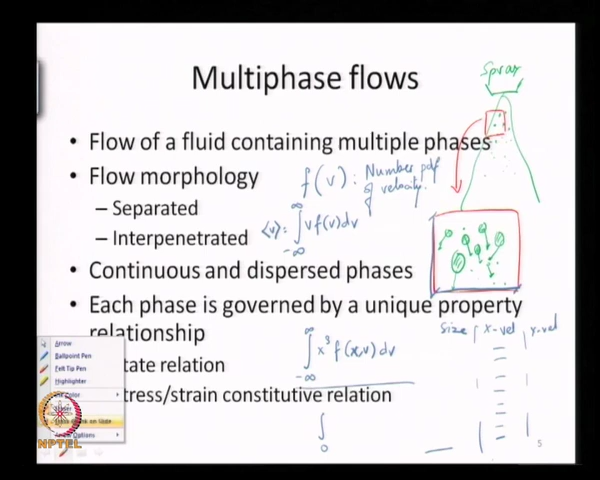 Multiphase flows
Spray
• Flow of a fluid containing multiple phases
• Flow morphology
f(v) : Number pdf
of velocity.
– Separated
<v> = ∫ v f(v) dv
∞
-∞
– Interpenetrated
• Continuous and dispersed phases
• Each phase is governed by a unique property
relationship
Size | x-vel | y-vel
∫ x³ f(x,v) dv
∞
-∞
tate relation
tress/strain constitutive relation
∫
0
Arrow
Ballpoint Pen
Felt Tip Pen
Highlighter
Color
Options
NPTEL
5